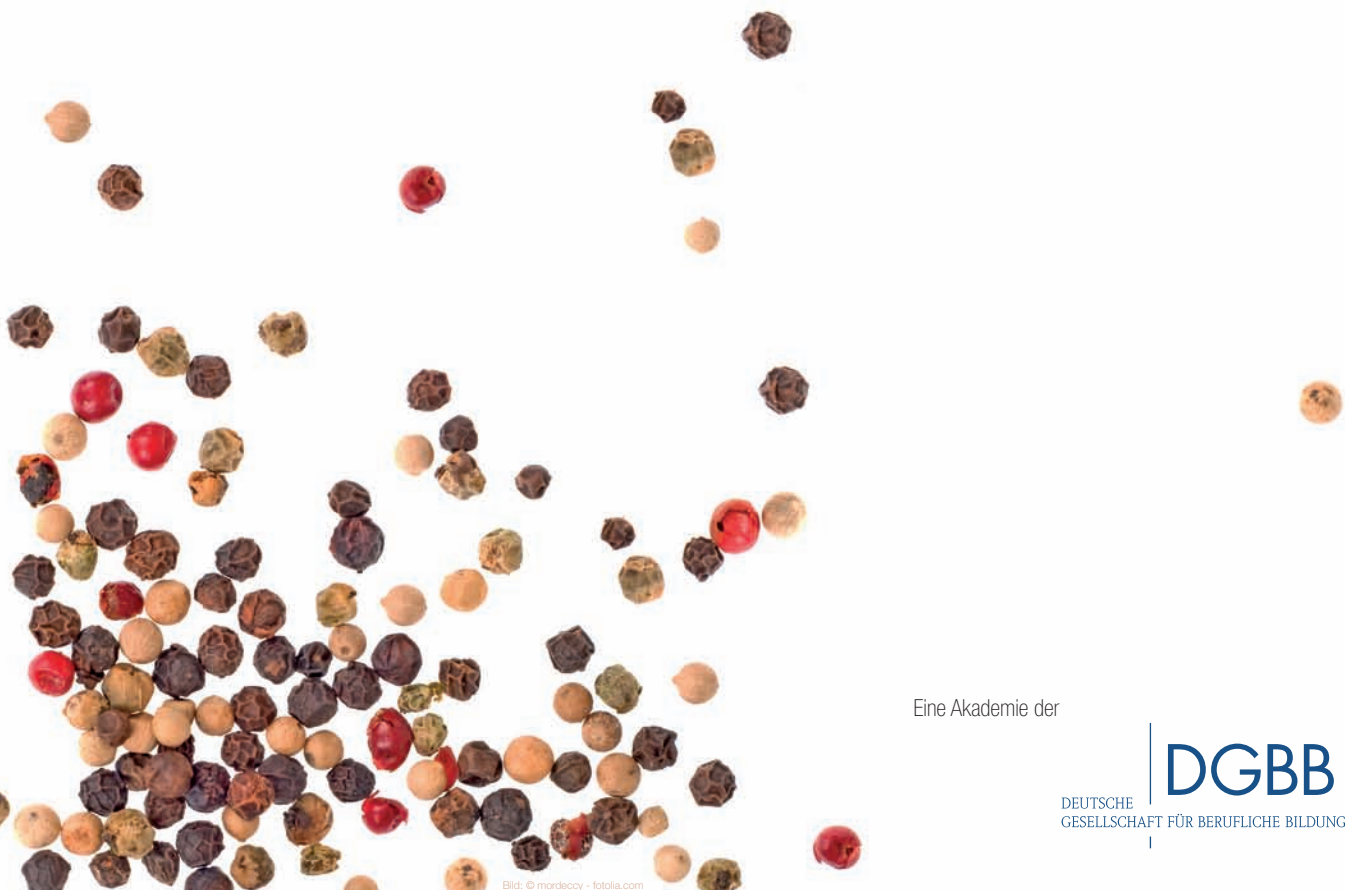 Eine Akademie der
DGBB
DEUTSCHE
GESELLSCHAFT FÜR BERUFLICHE BILDUNG
Bild: © mordeccy - fotolia.com